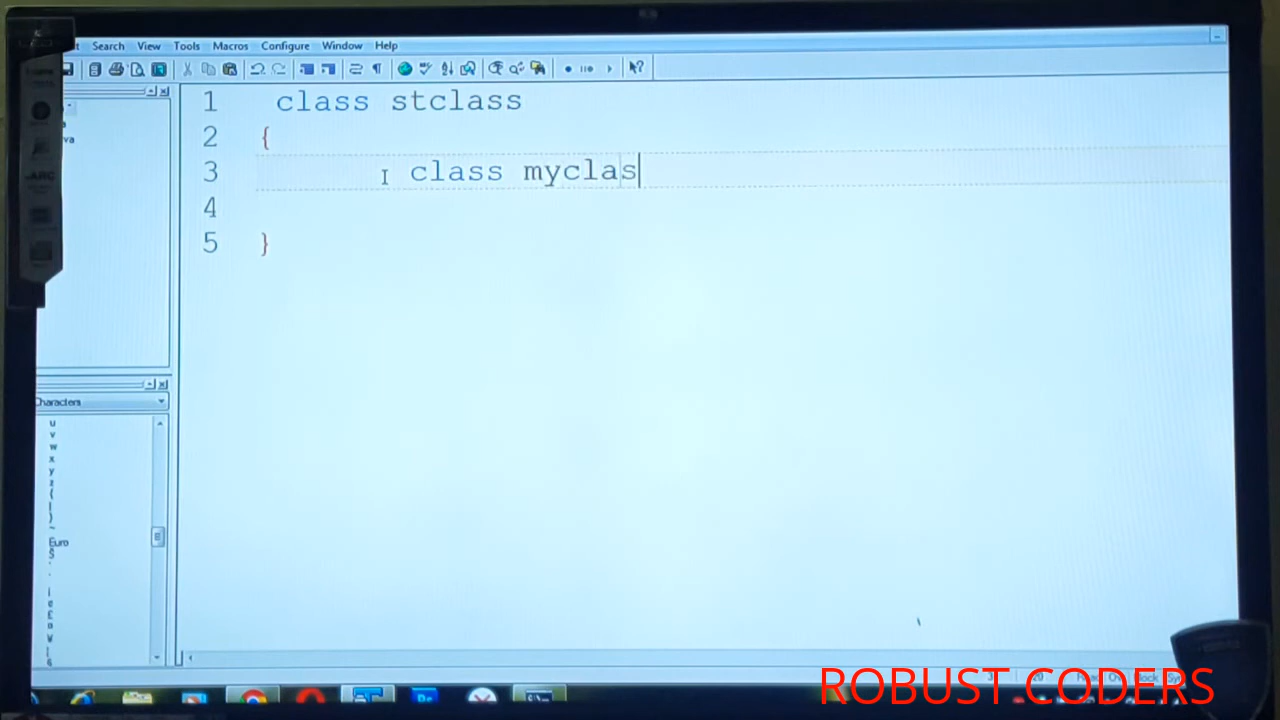 Search View Tools Macros Configure Window Help
1 class stclass
2 {
3 class myclas
4
5 }
va
Characters
u
v
w
x
y
z
{
|
}
~
Euro
Š
ROBUST CODERS